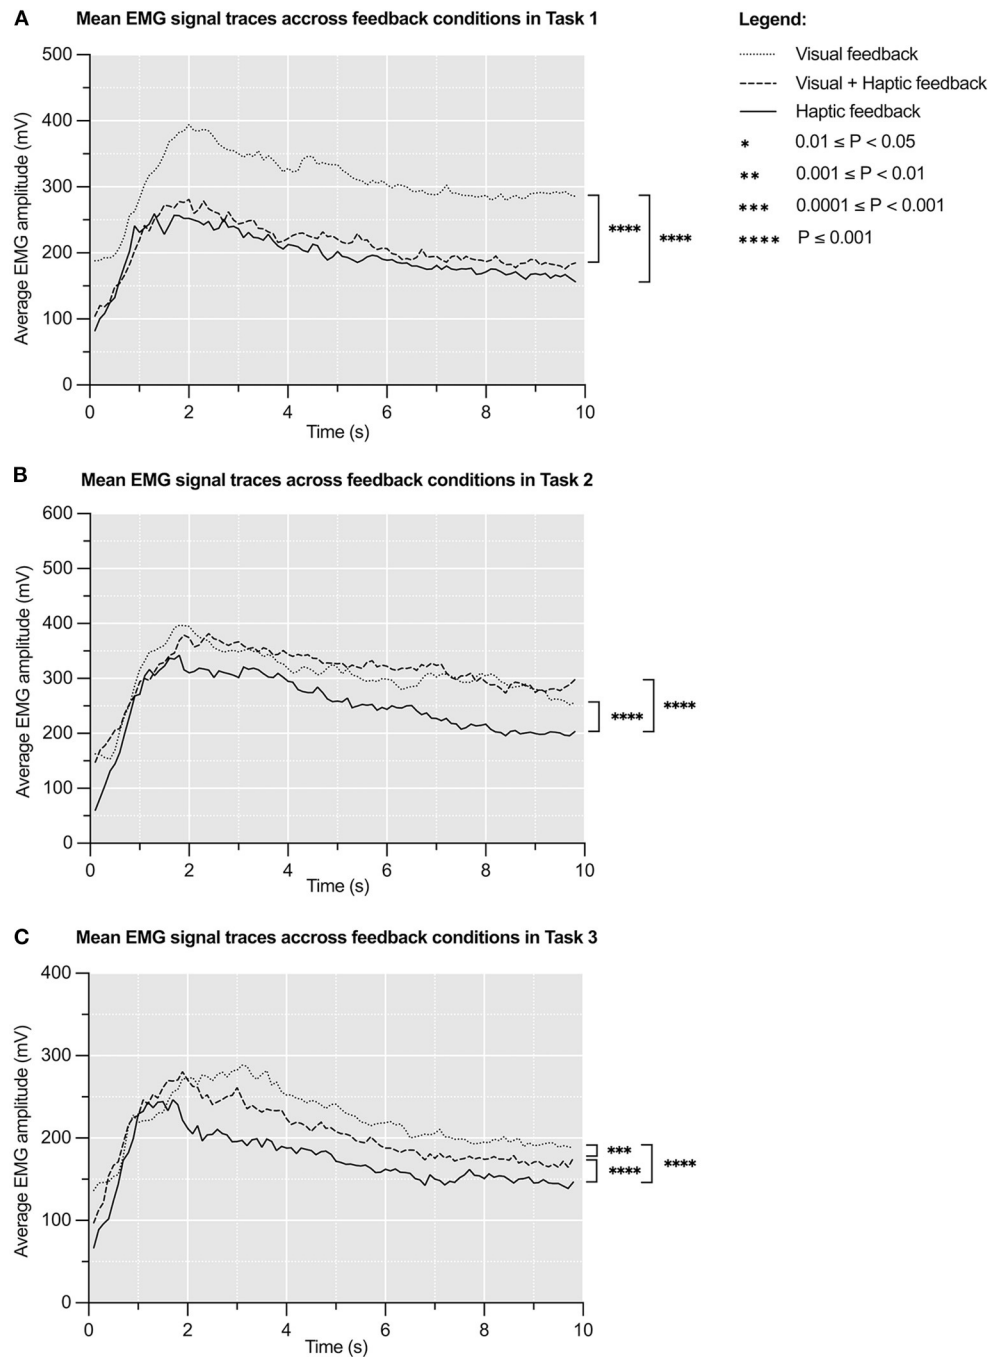 A Mean EMG signal traces accross feedback conditions in Task 1
500
400
300
200
100
0
Average EMG amplitude (mV)
0 2 4 6 8 10
Time (s)
****
****
Legend:
Visual feedback
Visual + Haptic feedback
Haptic feedback
* 0.01 ≤ P < 0.05
** 0.001 ≤ P < 0.01
*** 0.0001 ≤ P < 0.001
**** P ≤ 0.001
B Mean EMG signal traces across feedback conditions in Task 2
600
500
400
300
200
100
0
Average EMG amplitude (mV)
0 2 4 6 8 10
Time (s)
****
****
C Mean EMG signal traces accross feedback conditions in Task 3
400
300
200
100
0
Average EMG amplitude (mV)
0 2 4 6 8 10
Time (s)
***
****
****